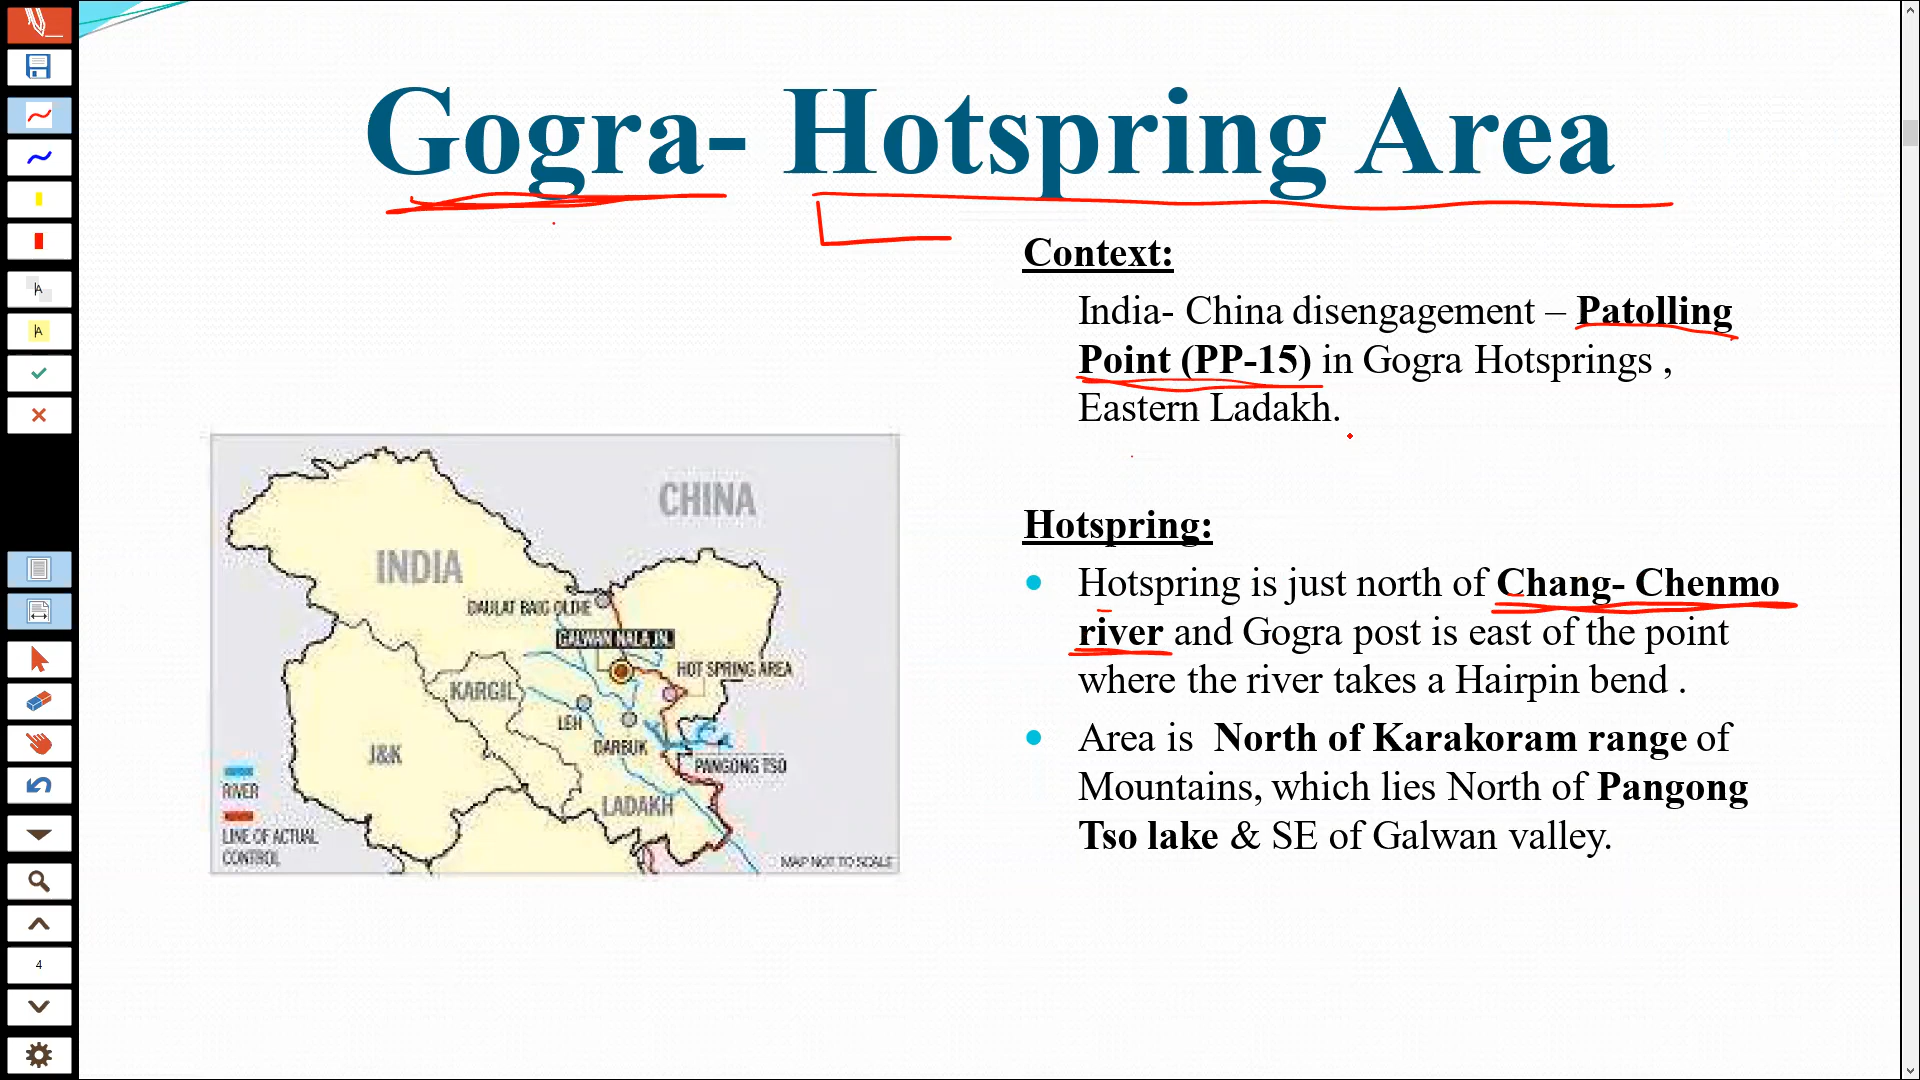 Gogra- Hotspring Area
Context:
India- China disengagement – Patolling
Point (PP-15) in Gogra Hotsprings ,
Eastern Ladakh.
Hotspring:
Hotspring is just north of Chang- Chenmo
river and Gogra post is east of the point
where the river takes a Hairpin bend .
Area is North of Karakoram range of
Mountains, which lies North of Pangong
Tso lake & SE of Galwan valley.
CHINA
INDIA
DAULAT BAIG OLDIE
GALWAN NALA JN.
HOT SPRING AREA
KARGIL
LEH
DARBUK
J&K
PANGONG TSO
RIVER
LADAKH
LINE OF ACTUAL
CONTROL
MAP NOT TO SCALE
A
A
4